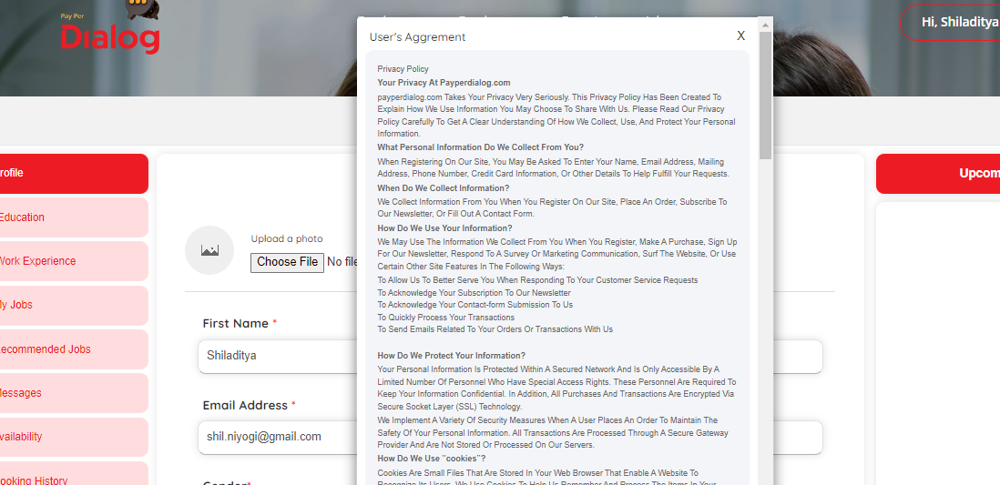 Pay Per
Dialog
Hi, Shiladitya
User's Aggrement
X
Privacy Policy
Your Privacy At Payperdialog.com
payperdialog.com Takes Your Privacy Very Seriously. This Privacy Policy Has Been Created To
Explain How We Use Information You May Choose To Share With Us. Please Read Our Privacy
Policy Carefully To Get A Clear Understanding Of How We Collect, Use, And Protect Your Personal
Information.
What Personal Information Do We Collect From You?
When Registering On Our Site, You May Be Asked To Enter Your Name, Email Address, Mailing
Address, Phone Number, Credit Card Information, Or Other Details To Help Fulfill Your Requests.
When Do We Collect Information?
We Collect Information From You When You Register On Our Site, Place An Order, Subscribe To
Our Newsletter, Or Fill Out A Contact Form.
How Do We Use Your Information?
We May Use The Information We Collect From You When You Register, Make A Purchase, Sign Up
For Our Newsletter, Respond To A Survey Or Marketing Communication, Surf The Website, Or Use
Certain Other Site Features In The Following Ways:
To Allow Us To Better Serve You When Responding To Your Customer Service Requests
To Acknowledge Your Subscription To Our Newsletter
To Acknowledge Your Contact-form Submission To Us
To Quickly Process Your Transactions
To Send Emails Related To Your Orders Or Transactions With Us
How Do We Protect Your Information?
Your Personal Information Is Protected Within A Secured Network And Is Only Accessible By A
Limited Number Of Personnel Who Have Special Access Rights. These Personnel Are Required To
Keep Your Information Confidential. In Addition, All Purchases And Transactions Are Encrypted Via
Secure Socket Layer (SSL) Technology.
We Implement A Variety Of Security Measures When A User Places An Order To Maintain The
Safety Of Your Personal Information. All Transactions Are Processed Through A Secure Gateway
Provider And Are Not Stored Or Processed On Our Servers.
How Do We Use "cookies"?
Cookies Are Small Files That Are Stored In Your Web Browser That Enable A Website To
Recognize Its Users. We Use Cookies To Help Us Remember And Process The Items In Your
rofile
Education
Work Experience
My Jobs
ecommended Jobs
Messages
vailability
ooking History
Upload a photo
Choose File No file
First Name *
Shiladitya
Email Address *
shil.niyogi@gmail.com
Gender*
Upcom